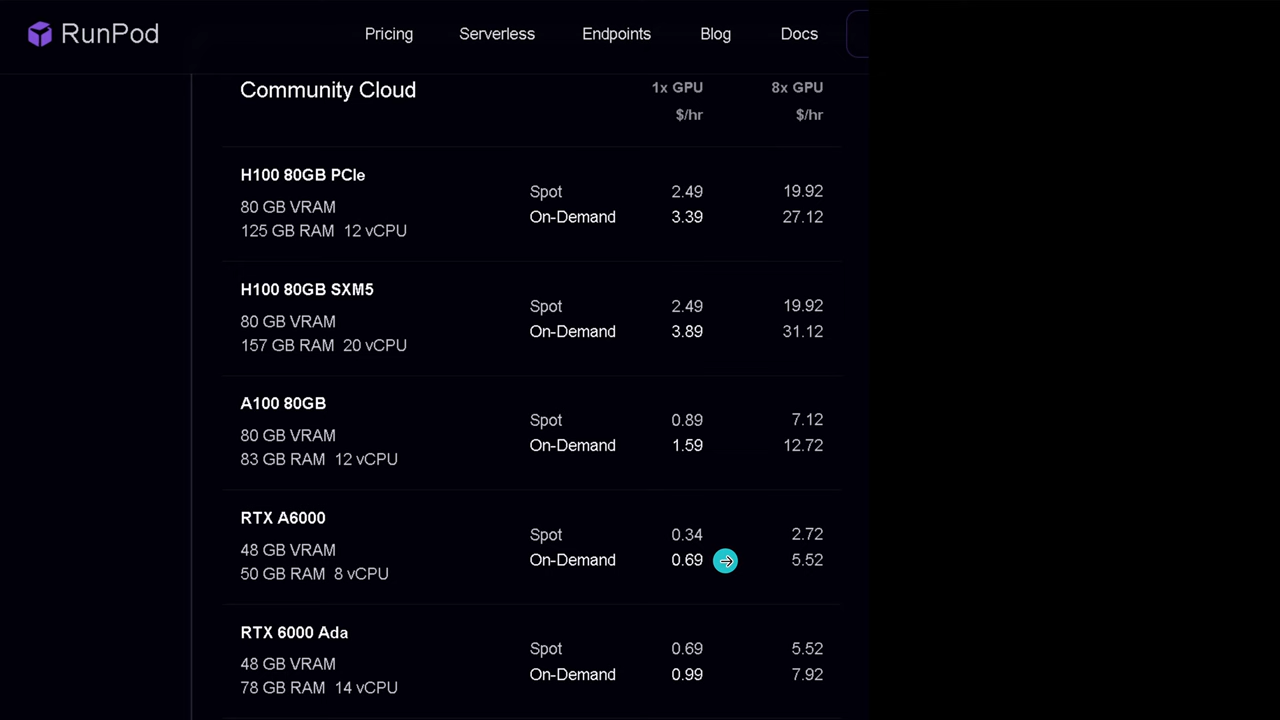 RunPod
Pricing Serverless Endpoints Blog Docs
Community Cloud 1x GPU 8x GPU
$/hr $/hr
H100 80GB PCIe
Spot 2.49 19.92
80 GB VRAM
On-Demand 3.39 27.12
125 GB RAM 12 vCPU
H100 80GB SXM5
Spot 2.49 19.92
80 GB VRAM
On-Demand 3.89 31.12
157 GB RAM 20 vCPU
A100 80GB
Spot 0.89 7.12
80 GB VRAM
On-Demand 1.59 12.72
83 GB RAM 12 vCPU
RTX A6000
Spot 0.34 2.72
48 GB VRAM
On-Demand 0.69 5.52
50 GB RAM 8 vCPU
RTX 6000 Ada
Spot 0.69 5.52
48 GB VRAM
On-Demand 0.99 7.92
78 GB RAM 14 vCPU